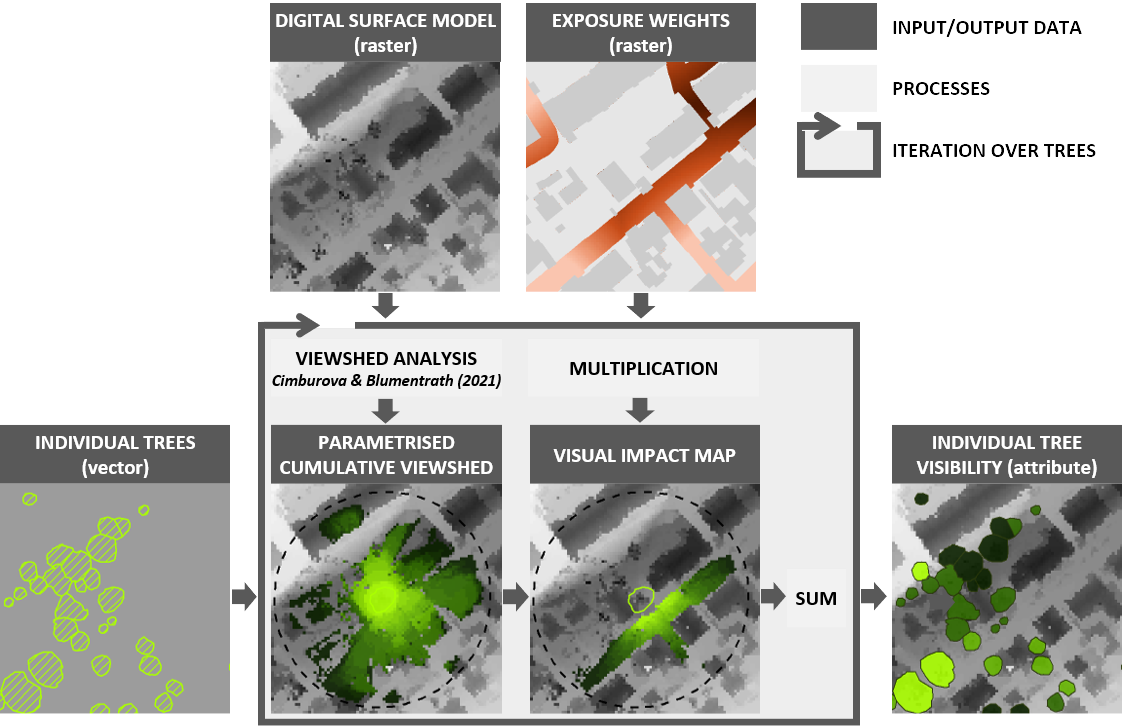 DIGITAL SURFACE MODEL
(raster)
EXPOSURE WEIGHTS
(raster)
INPUT/OUTPUT DATA
PROCESSES
ITERATION OVER TREES
VIEWSHED ANALYSIS
Cimburova & Blumentrath (2021)
MULTIPLICATION
INDIVIDUAL TREES
(vector)
PARAMETRISED
CUMULATIVE VIEWSHED
VISUAL IMPACT MAP
SUM
INDIVIDUAL TREE
VISIBILITY (attribute)